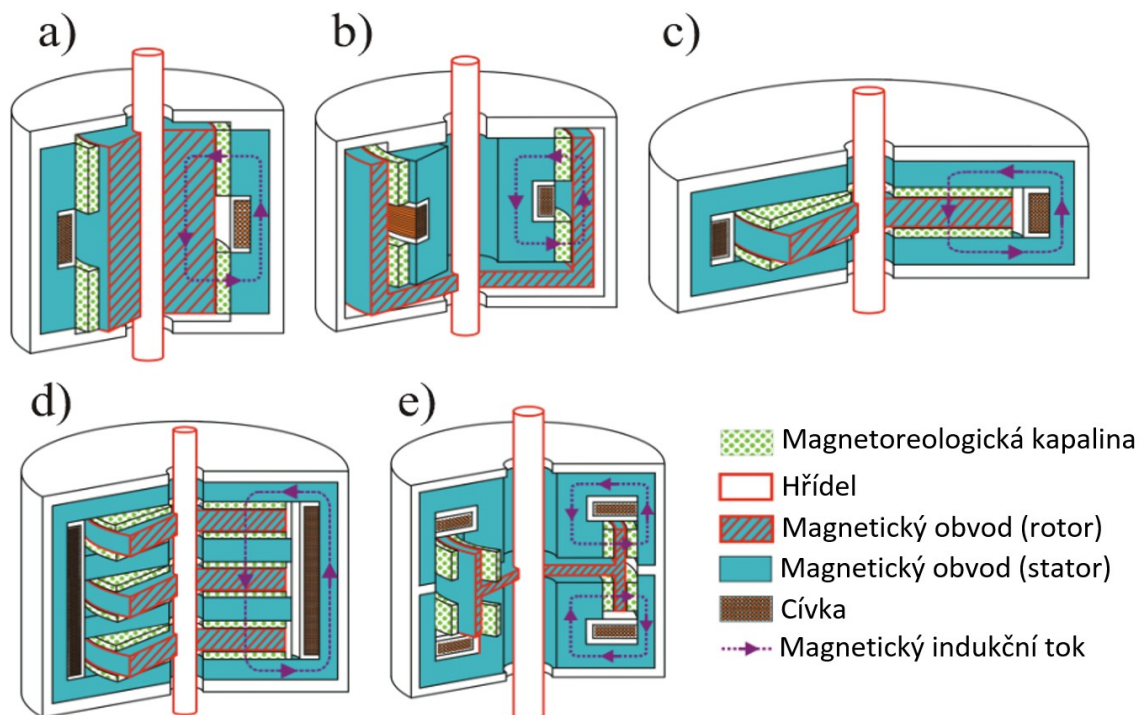 a)
b)
c)
d)
e)
Magnetoreologická kapalina
Hřídel
Magnetický obvod (rotor)
Magnetický obvod (stator)
Cívka
Magnetický indukční tok